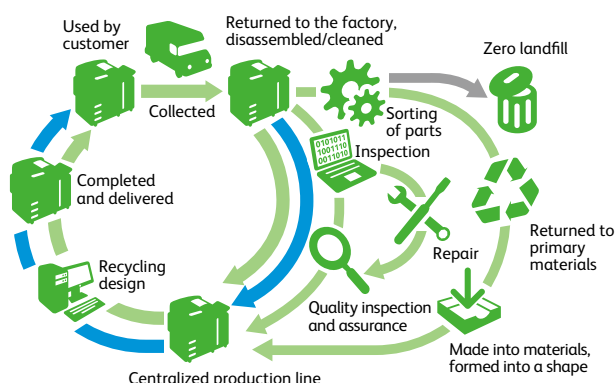 Used by
customer
Returned to the factory,
disassembled/cleaned
Zero landfill
Collected
Sorting
of parts
0101011
1001110
0011010
Inspection
Completed
and delivered
Returned to
primary
materials
Repair
Recycling
design
Quality inspection
and assurance
Made into materials,
formed into a shape
Centralized production line